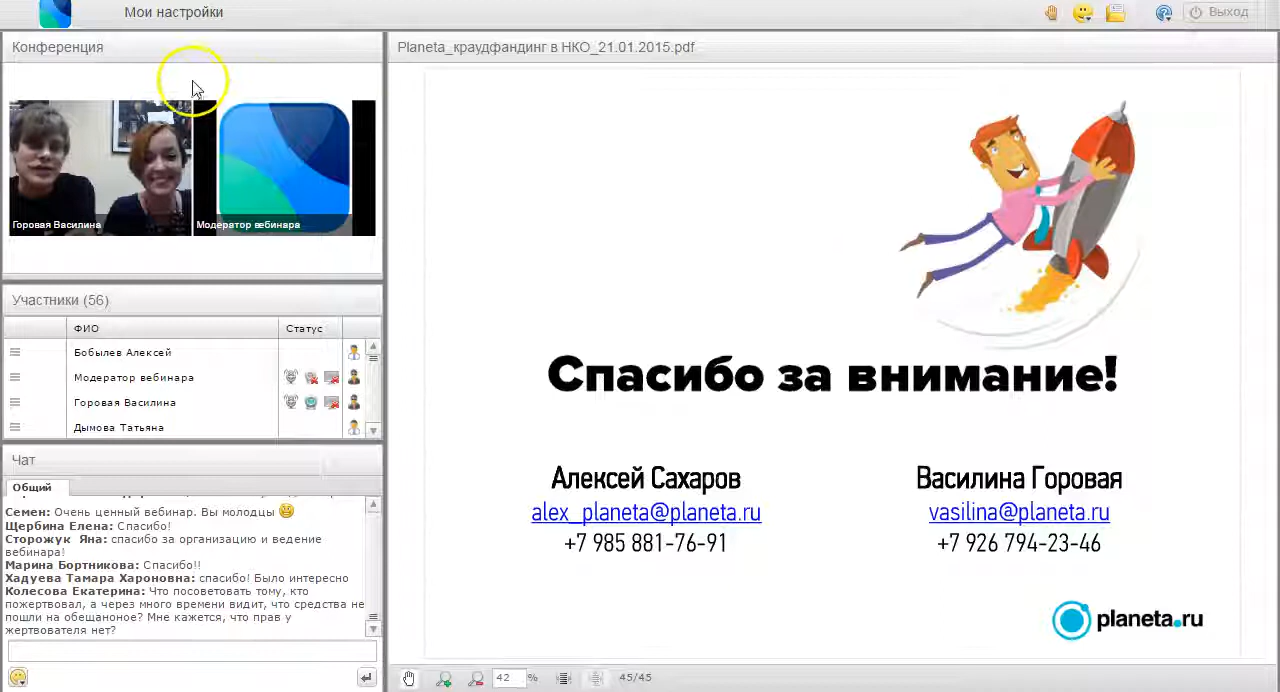 Мои настройки
Выход
Конференция
Горовая Василина
Модератор вебинара
Участники (56)
ФИО
Статус
Бобылев Алексей
Модератор вебинара
Горовая Василина
Дымова Татьяна
Чат
Общий
Семен: Очень ценный вебинар. Вы молодцы
Щербина Елена: Спасибо!
Сторожук Яна: спасибо за организацию и ведение
вебинара!
Марина Бортникова: Спасибо!!
Хадуева Тамара Хароновна: спасибо! Было интересно
Колесова Екатерина: Что посоветовать тому, кто
пожертвовал, а через много времени видит, что средства не
пошли на обещаноное? Мне кажется, что прав у
жертвователя нет?
Planeta_краудфандинг в НКО_21.01.2015.pdf
Спасибо за внимание!
Алексей Сахаров
alex_planeta@planeta.ru
+7 985 881-76-91
Василина Горовая
vasilina@planeta.ru
+7 926 794-23-46
planeta.ru
42 %
45/45